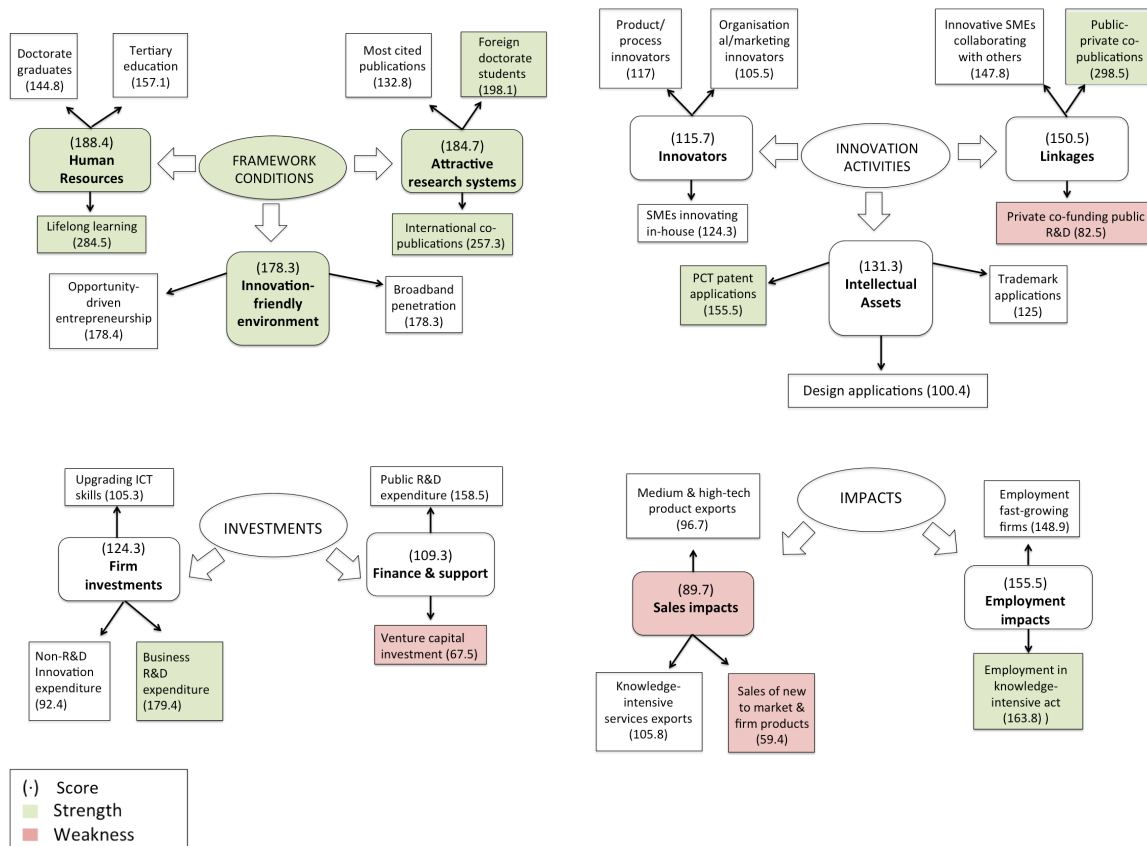 Doctorate
graduates
(144.8)
Tertiary
education
(157.1)
(188.4)
Human
Resources
Lifelong learning
(284.5)
FRAMEWORK
CONDITIONS
Most cited
publications
(132.8)
Foreign
doctorate
students
(198.1)
(184.7)
Attractive
research systems
International co-
publications (257.3)
(178.3)
Innovation-
friendly
environment
Opportunity-
driven
entrepreneurship
(178.4)
Broadband
penetration
(178.3)
Product/
process
innovators
(117)
Organisation
al/marketing
innovators
(105.5)
(115.7)
Innovators
SMEs innovating
in-house (124.3)
INNOVATION
ACTIVITIES
Innovative SMEs
collaborating
with others
(147.8)
Public-
private co-
publications
(298.5)
(150.5)
Linkages
Private co-funding public
R&D (82.5)
(131.3)
Intellectual
Assets
PCT patent
applications
(155.5)
Trademark
applications
(125)
Design applications (100.4)
Upgrading ICT
skills (105.3)
(124.3)
Firm
investments
Non-R&D
Innovation
expenditure
(92.4)
Business
R&D
expenditure
(179.4)
INVESTMENTS
Public R&D
expenditure (158.5)
(109.3)
Finance & support
Venture capital
investment (67.5)
Medium & high-tech
product exports
(96.7)
(89.7)
Sales impacts
Knowledge-
intensive
services exports
(105.8)
Sales of new
to market &
firm products
(59.4)
IMPACTS
Employment
fast-growing
firms (148.9)
(155.5)
Employment
impacts
Employment in
knowledge-
intensive act
(163.8) )
(·) Score
Strength
Weakness